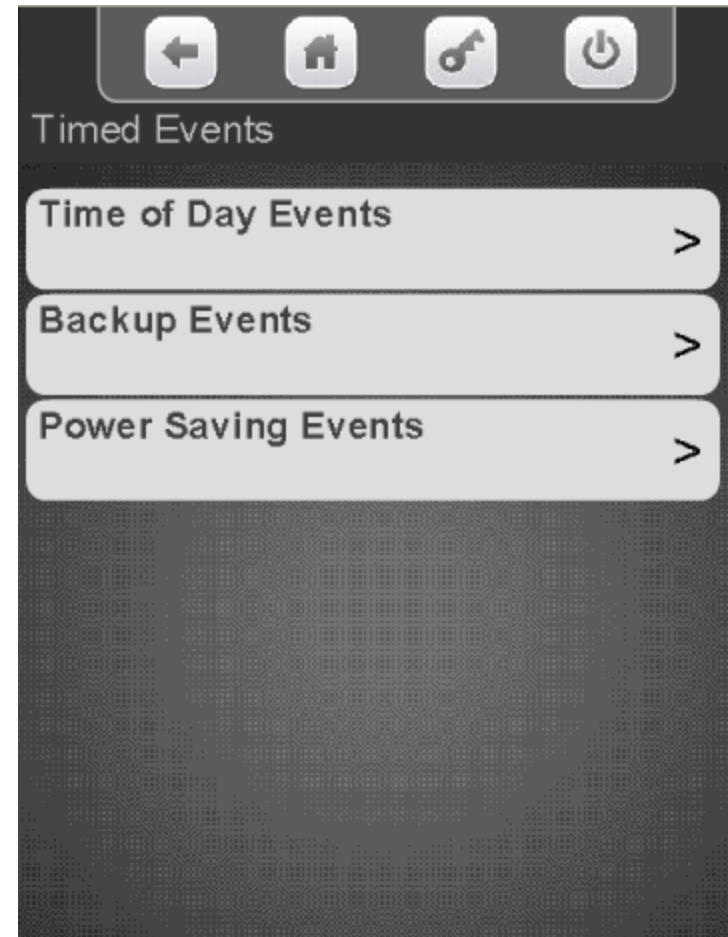 Timed Events
Time of Day Events
>
Backup Events
>
Power Saving Events
>